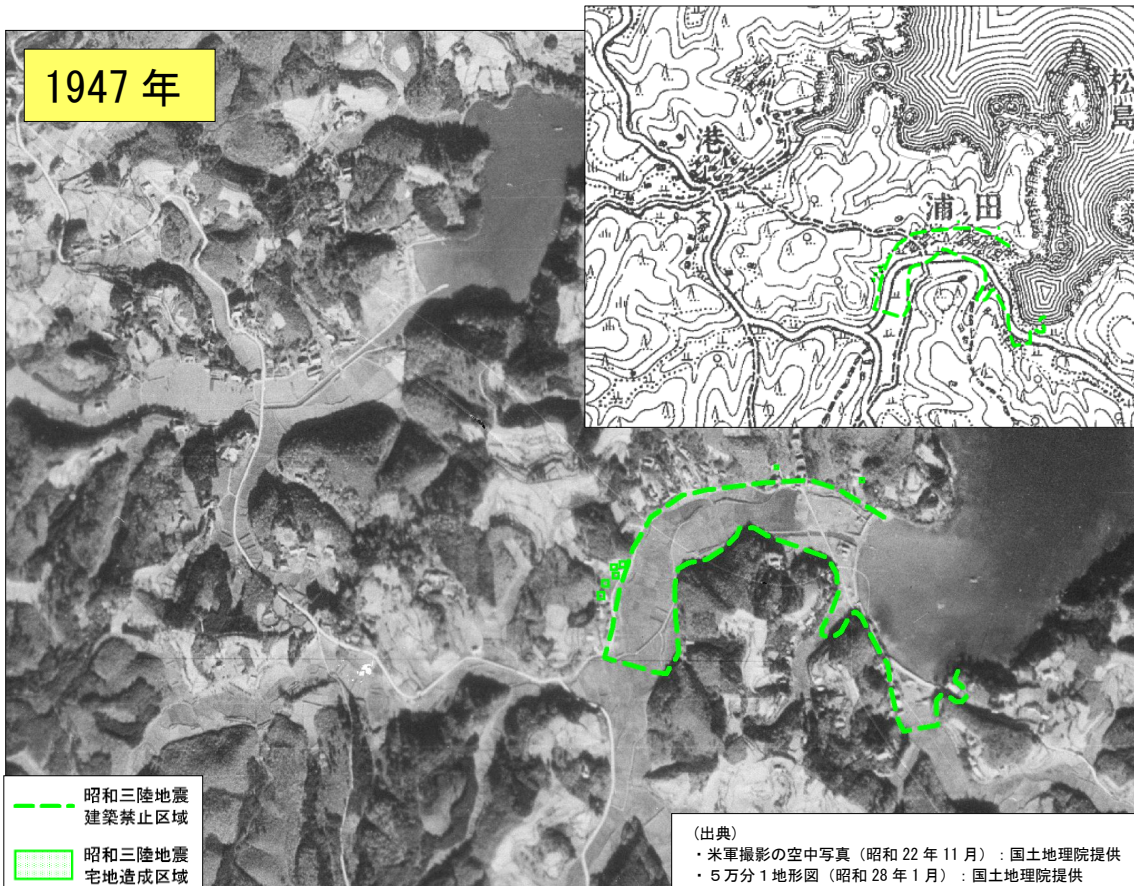 1947 年
松島
港
浦田
昭和三陸地震
建築禁止区域
昭和三陸地震
宅地造成区域
(出典)
・米軍撮影の空中写真(昭和 22 年 11 月):国土地理院提供
・5万分1地形図(昭和 28 年1月):国土地理院提供